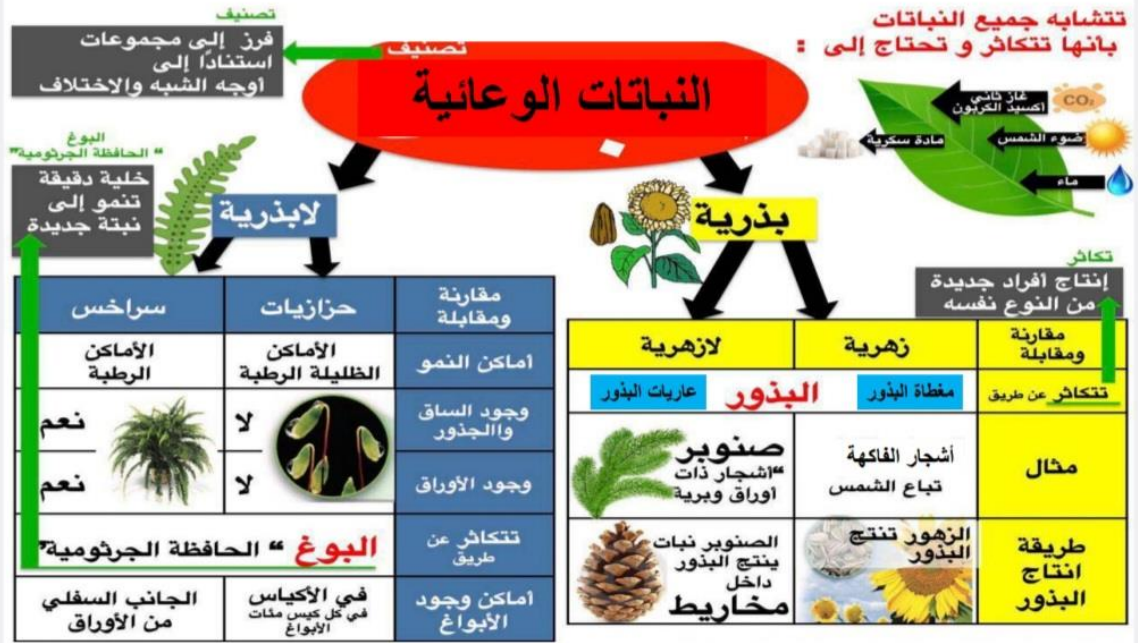 تتشابه جميع النباتات
بأنها تتكاثر و تحتاج إلى :
CO₂
غاز ثاني
أكسيد الكربون
ضوء الشمس
مادة سكرية
ماء
تصنيف
فرز إلى مجموعات
استنادًا إلى
أوجه الشبه والاختلاف
تصنيف
النباتات الوعائية
البوغ
"الحافظة الجرثومية"
خلية دقيقة
تنمو إلى
نبتة جديدة
لابذرية
بذرية
تكاثر
إنتاج أفراد جديدة
من النوع نفسه
مقارنة
ومقابلة
زهرية
لازهرية
تتكاثر عن طريق
مغطاة البذور
البذور
عاريات البذور
مثال
أشجار الفاكهة
تباع الشمس
صنوبر
"أشجار ذات
أوراق وبرية
طريقة
انتاج
البذور
الزهور تنتج
البذور
الصنوبر نبات
ينتج البذور
داخل
مخاريط
مقارنة
ومقابلة
حزازيات
سراخس
أماكن النمو
الأماكن
الظليلة الرطبة
الأماكن
الرطبة
وجود الساق
واالجذور
لا
نعم
وجود الأوراق
لا
نعم
تتكاثر عن
طريق
البوغ " الحافظة الجرثومية"
أماكن وجود
الأبواغ
في الأكياس
في كل كيس مئات
الأبواغ
الجانب السفلي
من الأوراق